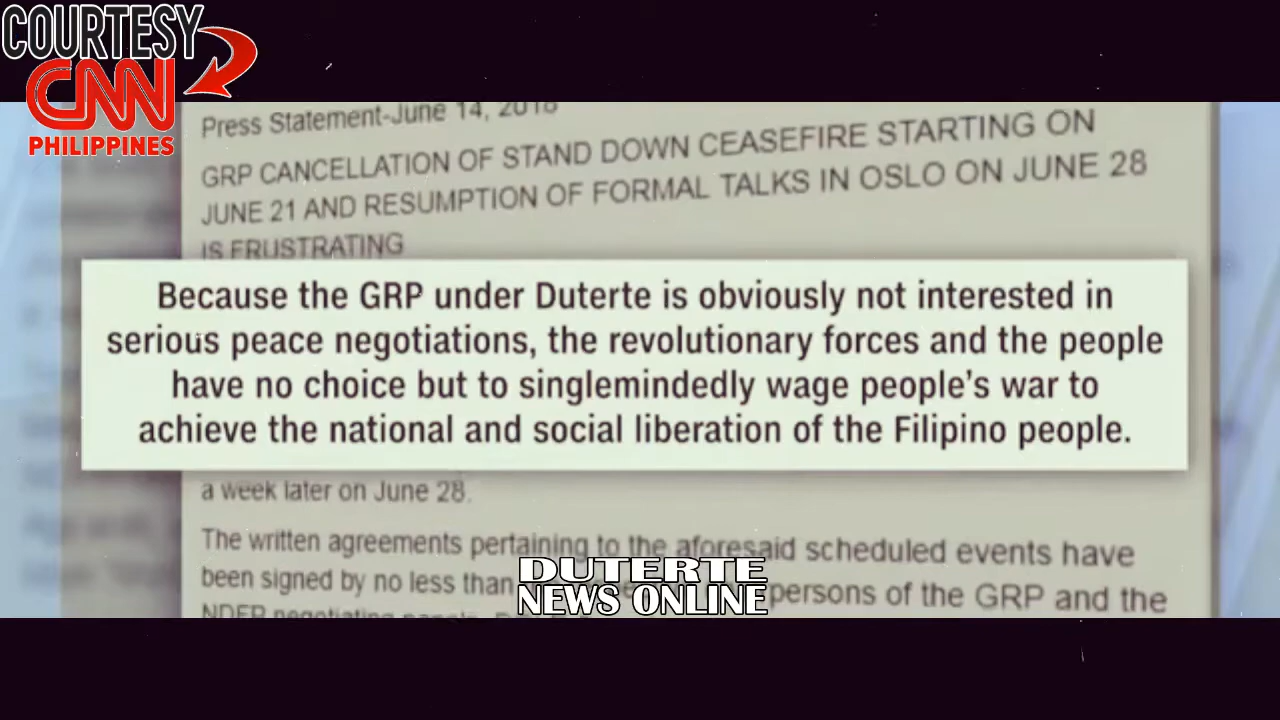 COURTESY
CNN
PHILIPPINES
Press Statement-June 14, 2018
GRP CANCELLATION OF STAND DOWN CEASEFIRE STARTING ON
JUNE 21 AND RESUMPTION OF FORMAL TALKS IN OSLO ON JUNE 28
IS FRUSTRATING
Because the GRP under Duterte is obviously not interested in
serious peace negotiations, the revolutionary forces and the people
have no choice but to singlemindedly wage people's war to
achieve the national and social liberation of the Filipino people.
a week later on June 28.
The written agreements pertaining to the aforesaid scheduled events have
been signed by no less than persons of the GRP and the
NDFP negotiating
DUTERTE
NEWS ONLINE